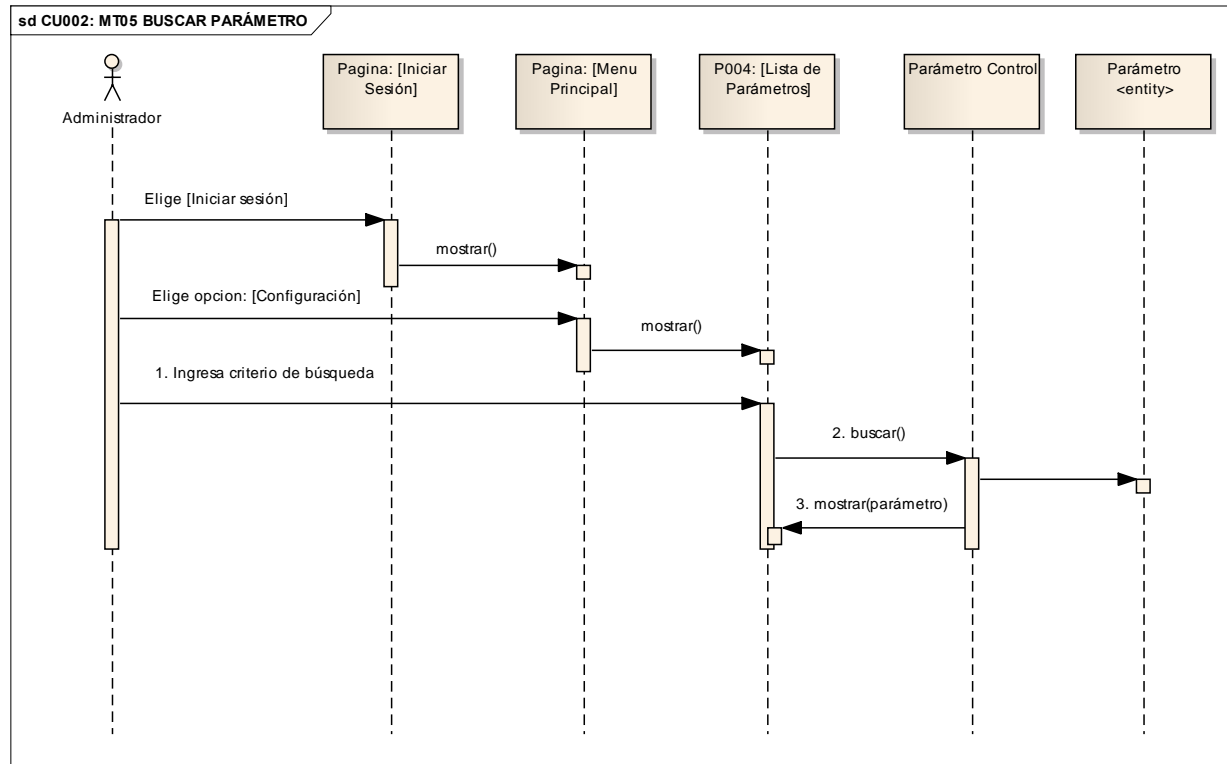 sd CU002: MT05 BUSCAR PARÁMETRO
Administrador
Pagina: [Iniciar
Sesión]
Pagina: [Menu
Principal]
P004: [Lista de
Parámetros]
Parámetro Control
Parámetro
<entity>
Elige [Iniciar sesión]
mostrar()
Elige opcion: [Configuración]
mostrar()
1. Ingresa criterio de búsqueda
2. buscar()
3. mostrar(parámetro)